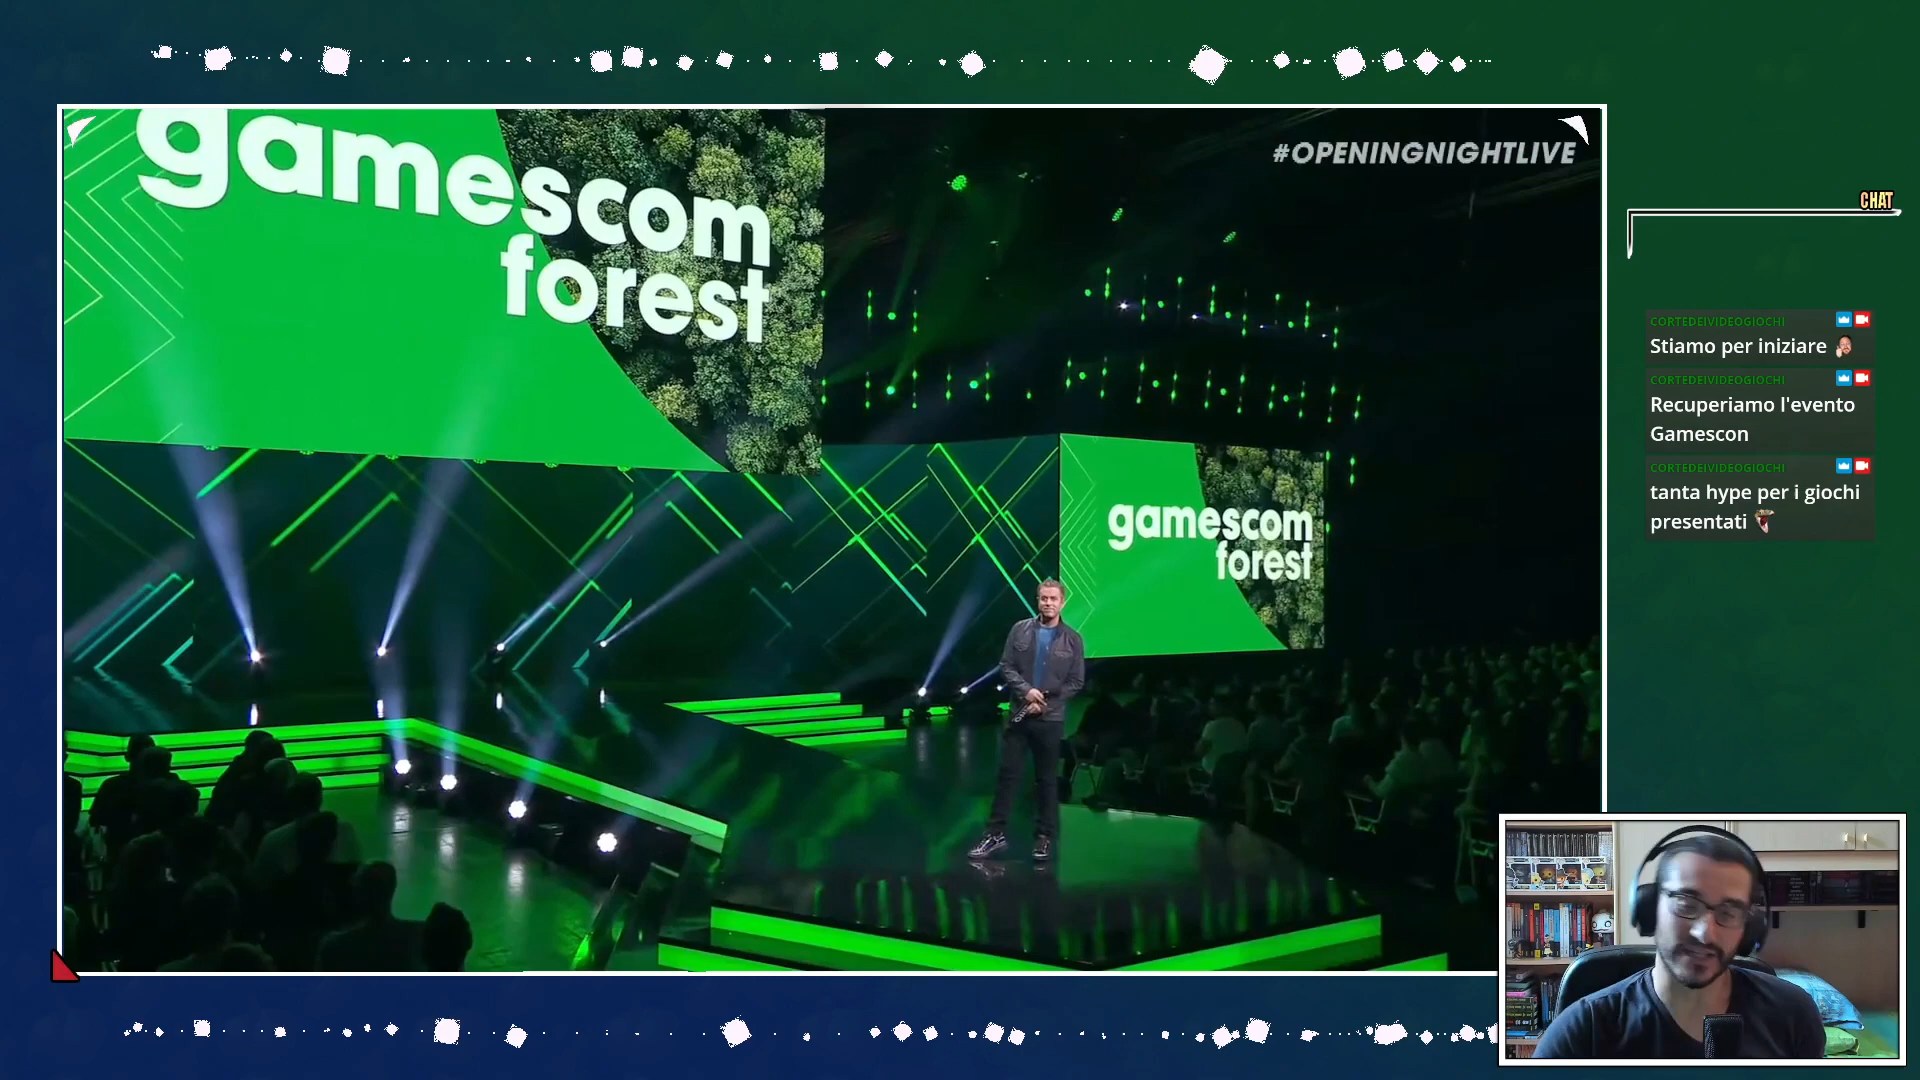 gamescom
forest
#OPENINGNIGHTLIVE
gamescom
forest
CHAT
CORTEDEIVIDEOGIOCHI
Stiamo per iniziare
CORTEDEIVIDEOGIOCHI
Recuperiamo l'evento
Gamescon
CORTEDEIVIDEOGIOCHI
tanta hype per i giochi
presentati